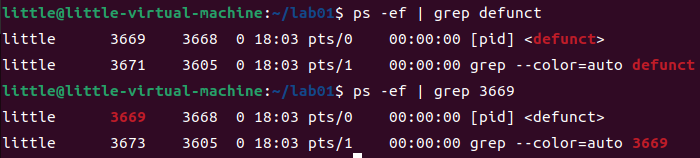 little@little-virtual-machine:~/lab01$ ps -ef | grep defunct
little 3669 3668 0 18:03 pts/0 00:00:00 [pid] <defunct>
little 3671 3605 0 18:03 pts/1 00:00:00 grep --color=auto defunct
little@little-virtual-machine:~/lab01$ ps -ef | grep 3669
little 3669 3668 0 18:03 pts/0 00:00:00 [pid] <defunct>
little 3673 3605 0 18:03 pts/1 00:00:00 grep --color=auto 3669